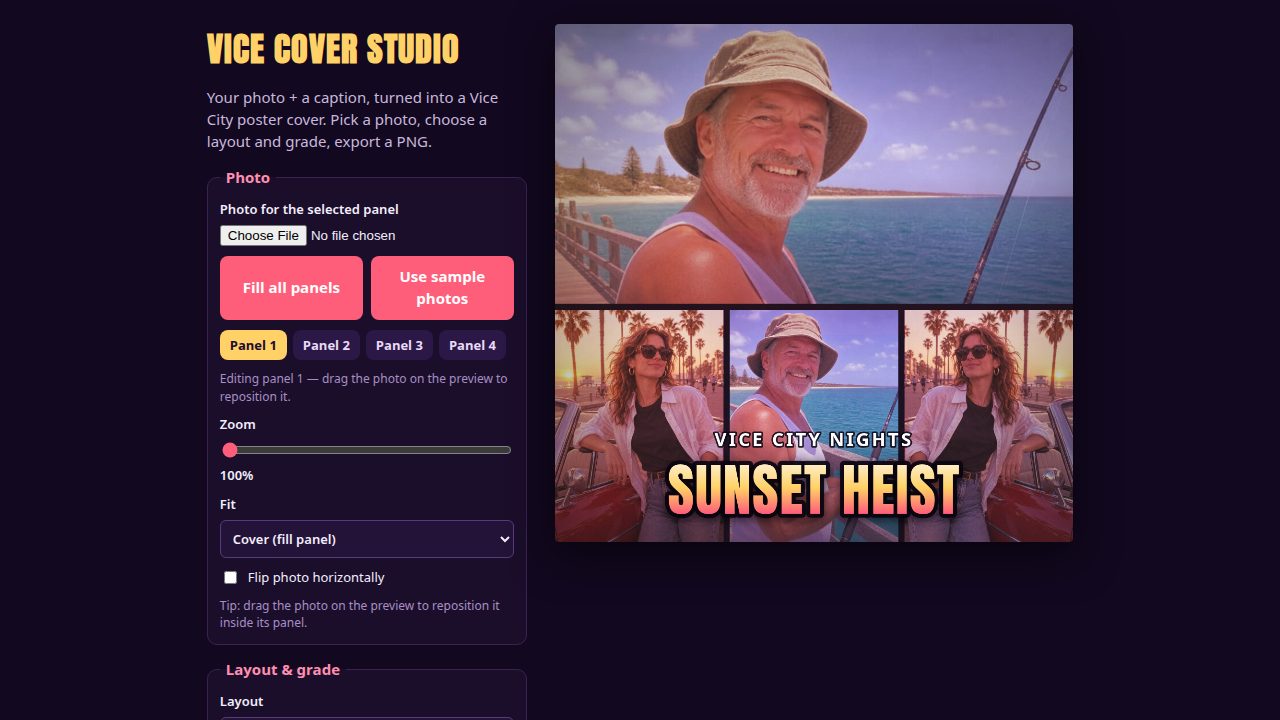 VICE COVER STUDIO
Your photo + a caption, turned into a Vice
City poster cover. Pick a photo, choose a
layout and grade, export a PNG.
Photo
Photo for the selected panel
Choose File No file chosen
Fill all panels
Use sample
photos
Panel 1
Panel 2
Panel 3
Panel 4
Editing panel 1 — drag the photo on the preview to
reposition it.
Zoom
100%
Fit
Cover (fill panel)
Flip photo horizontally
Tip: drag the photo on the preview to reposition it
inside its panel.
Layout & grade
Layout
VICE CITY NIGHTS
SUNSET HEIST